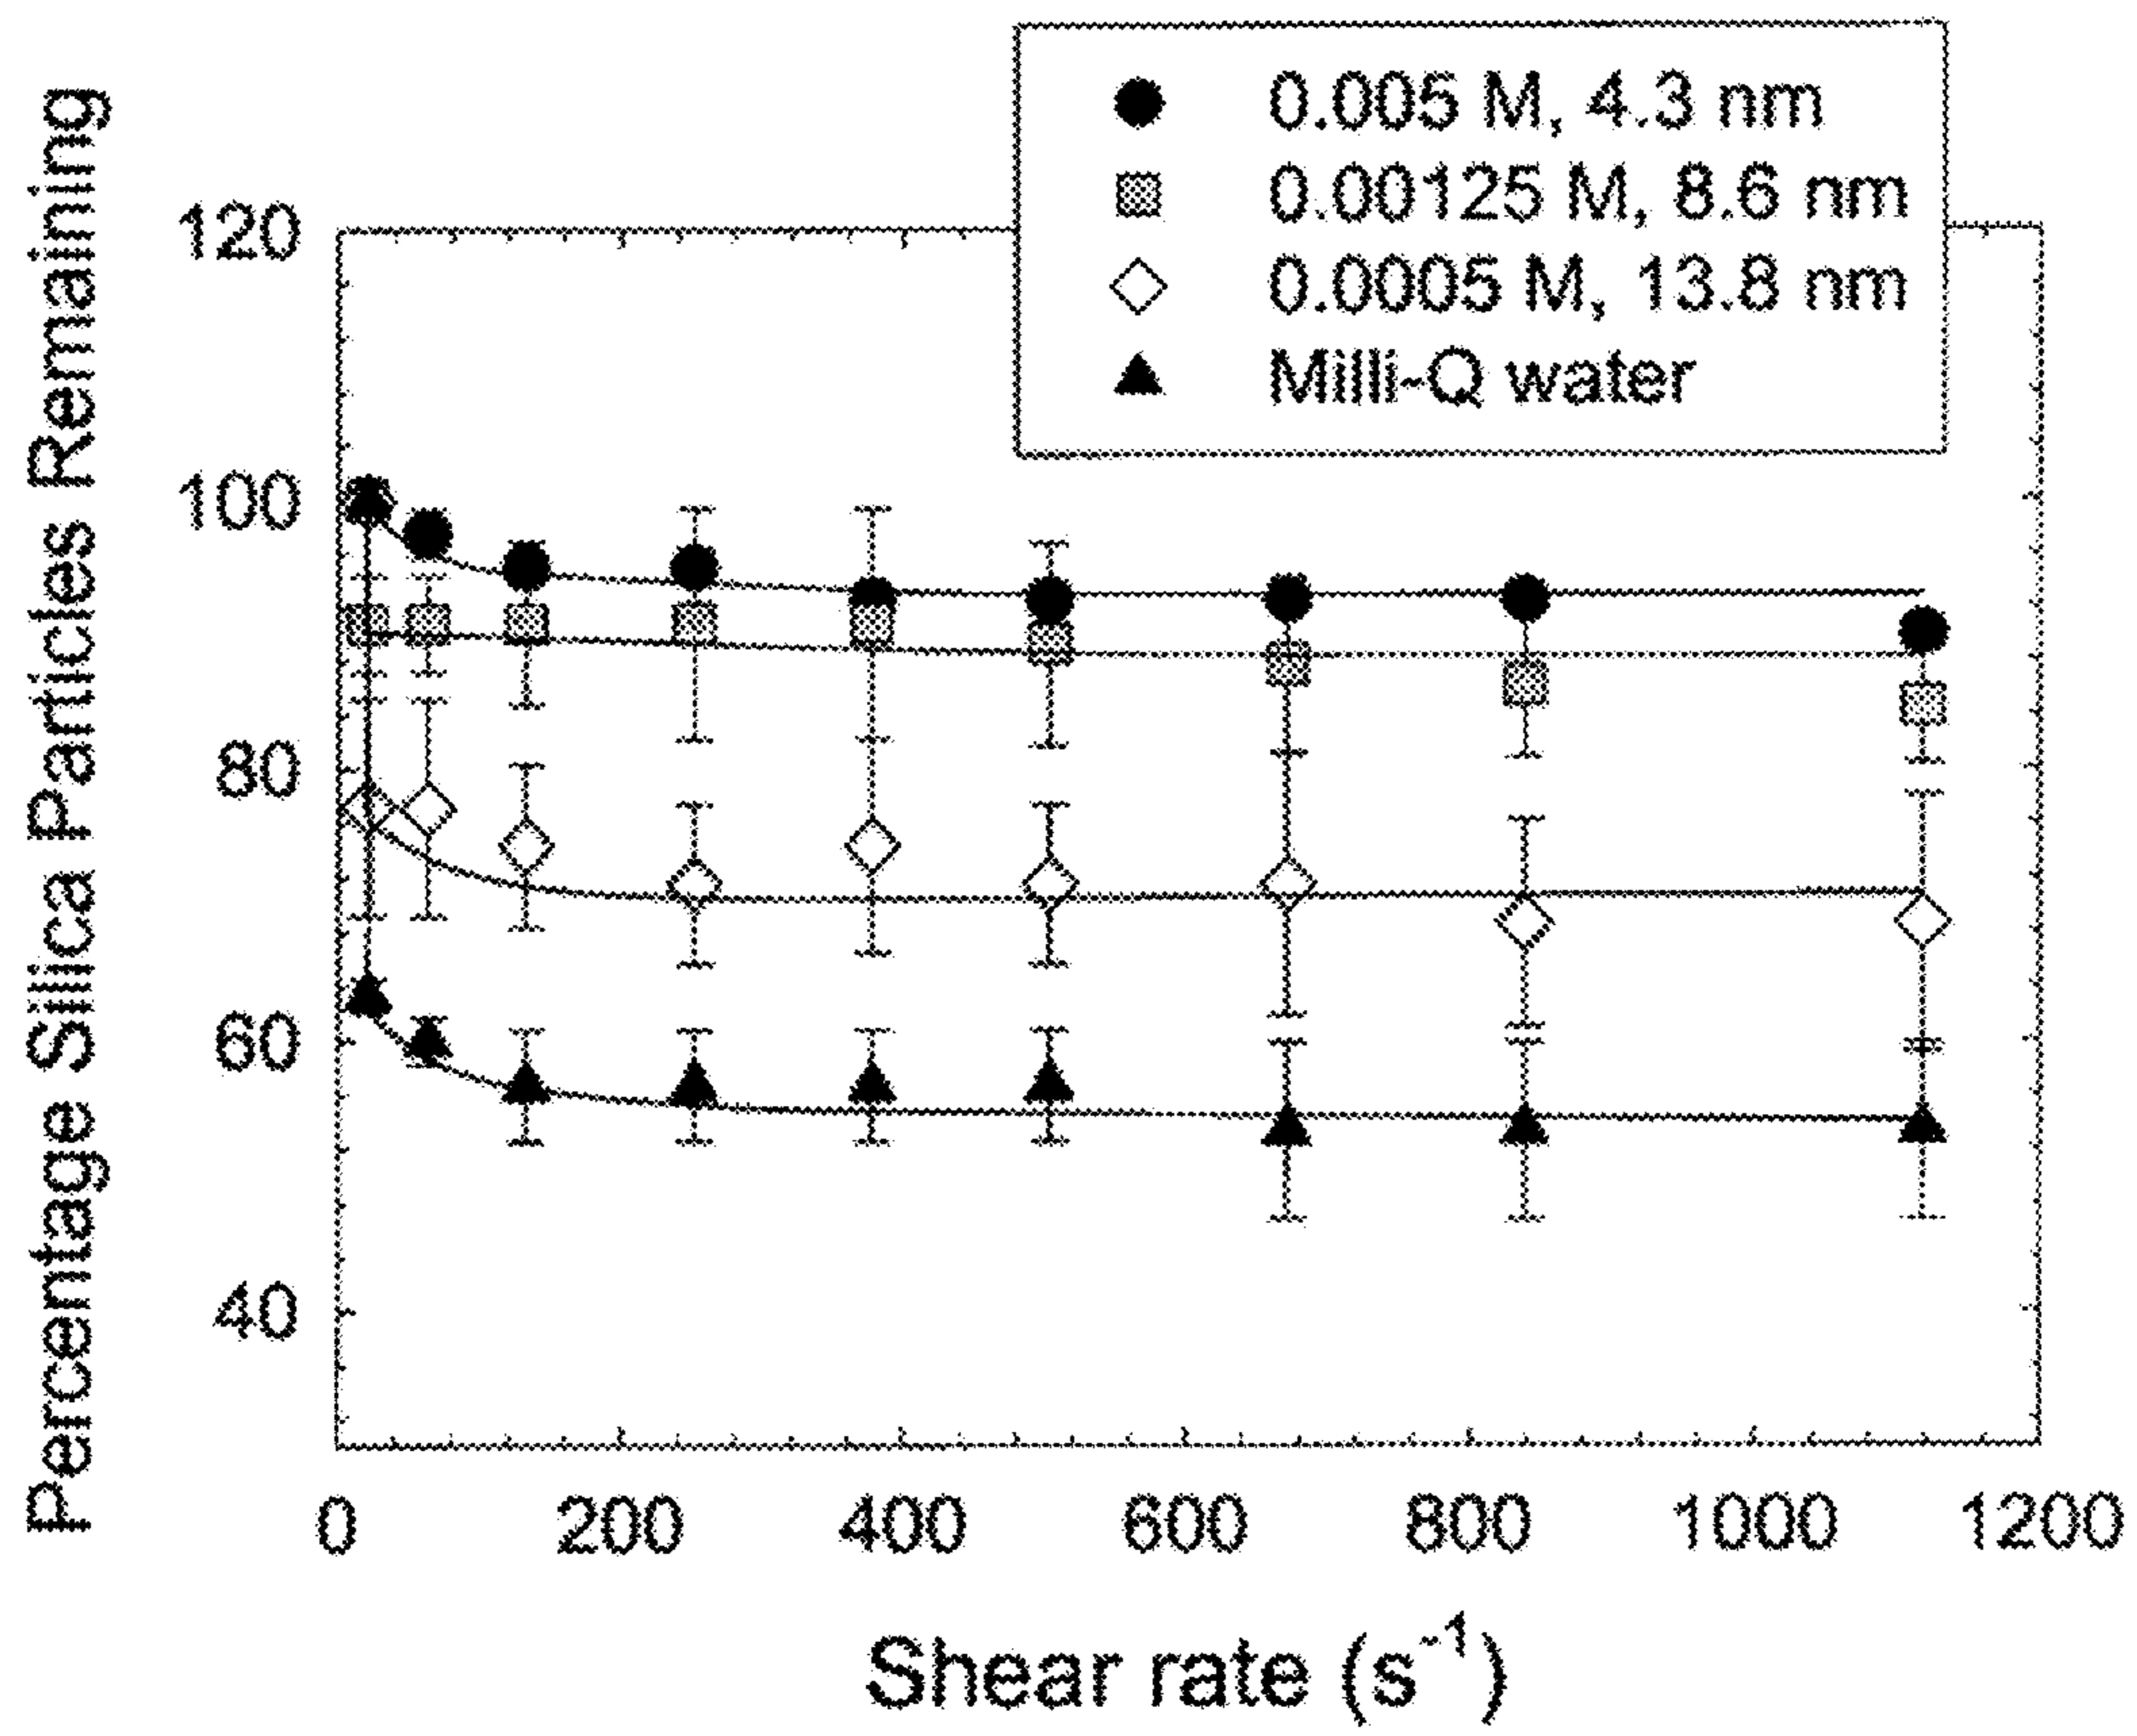 0.005 M, 4.3 nm
0.00125 M, 8.6 nm
0.0005 M, 13.8 nm
Milli-Q water
Percentage Silica Particles Remaining
120
100
80
60
40
0 200 400 600 800 1000 1200
Shear rate (s⁻¹)